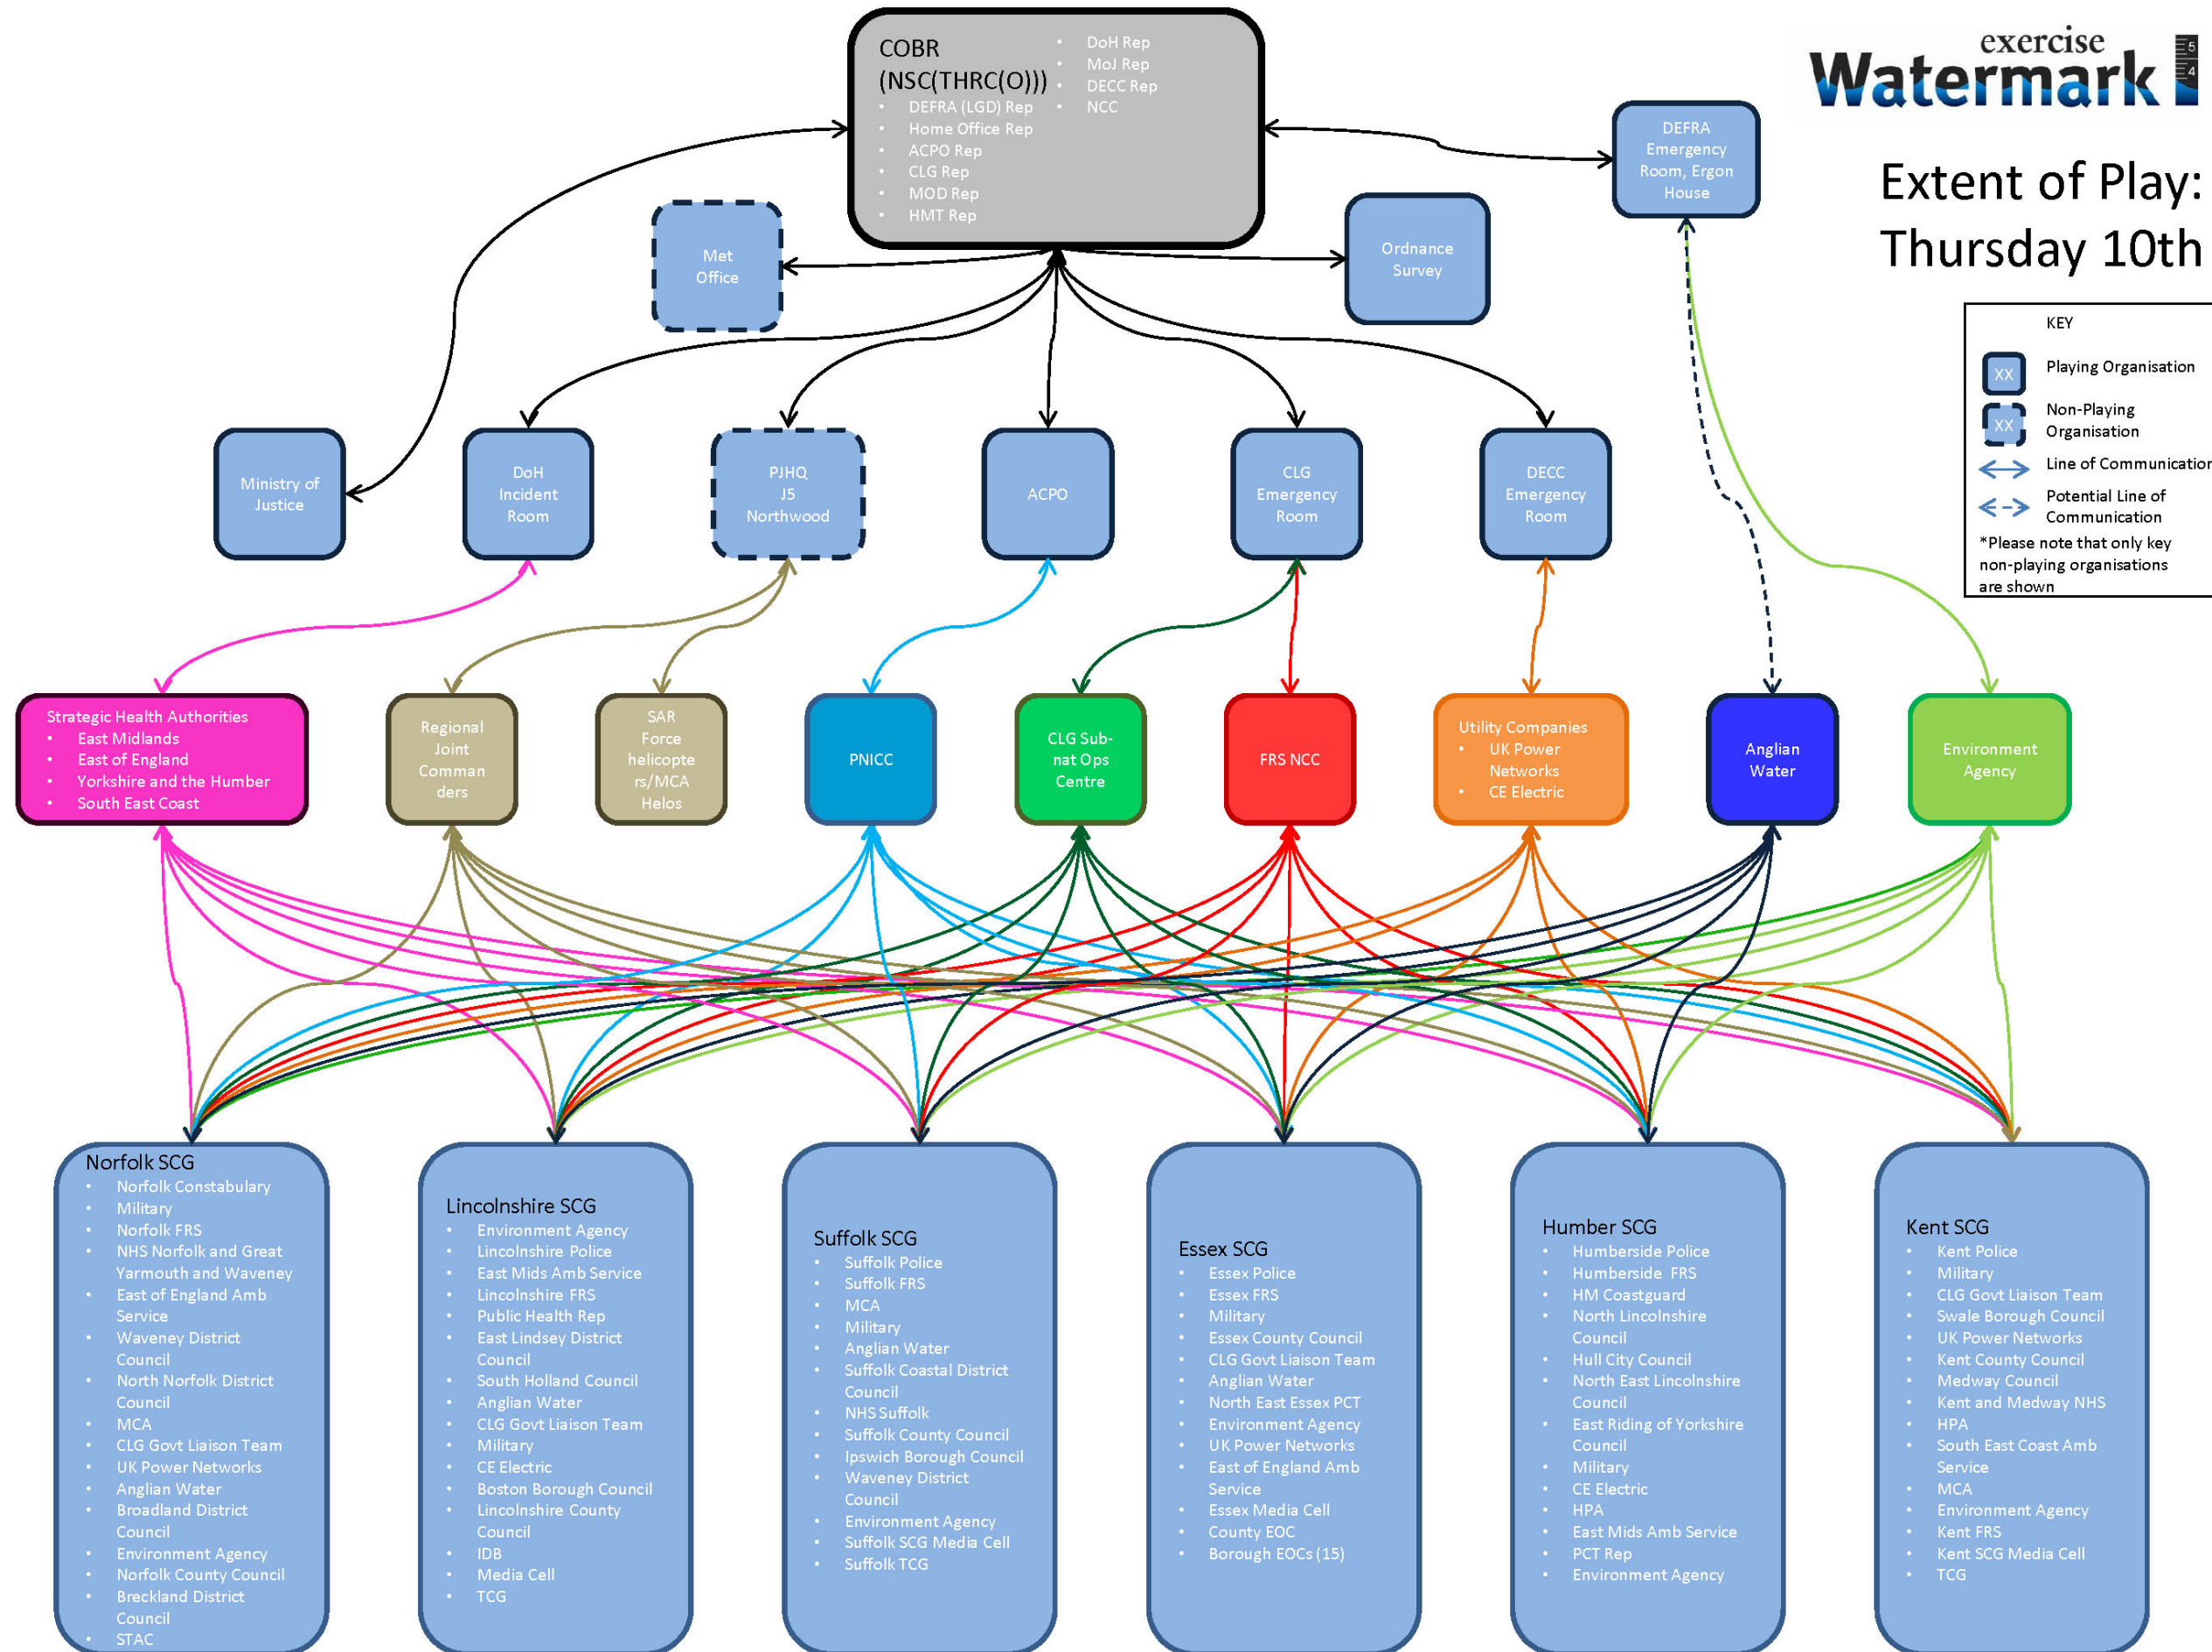 COBR
(NSC(THRC(O)))
• DEFRA (LGD) Rep
• Home Office Rep
• ACPO Rep
• CLG Rep
• MOD Rep
• HMT Rep
• DoH Rep
• MoJ Rep
• DECC Rep
• NCC
exercise
Watermark
5
4
Extent of Play:
Thursday 10th
DEFRA
Emergency
Room, Ergon
House
Met
Office
Ordnance
Survey
KEY
XX
Playing Organisation
XX
Non-Playing
Organisation
Line of Communication
Potential Line of
Communication
*Please note that only key
non-playing organisations
are shown
Ministry of
Justice
DoH
Incident
Room
PJHQ
J5
Northwood
ACPO
CLG
Emergency
Room
DECC
Emergency
Room
Strategic Health Authorities
• East Midlands
• East of England
• Yorkshire and the Humber
• South East Coast
Regional
Joint
Comman
ders
SAR
Force
helicopte
rs/MCA
Helos
PNICC
CLG Sub-
nat Ops
Centre
FRS NCC
Utility Companies
• UK Power
Networks
• CE Electric
Anglian
Water
Environment
Agency
Norfolk SCG
• Norfolk Constabulary
• Military
• Norfolk FRS
• NHS Norfolk and Great
Yarmouth and Waveney
• East of England Amb
Service
• Waveney District
Council
• North Norfolk District
Council
• MCA
• CLG Govt Liaison Team
• UK Power Networks
• Anglian Water
• Broadland District
Council
• Environment Agency
• Norfolk County Council
• Breckland District
Council
• STAC
Lincolnshire SCG
• Environment Agency
• Lincolnshire Police
• East Mids Amb Service
• Lincolnshire FRS
• Public Health Rep
• East Lindsey District
Council
• South Holland Council
• Anglian Water
• CLG Govt Liaison Team
• Military
• CE Electric
• Boston Borough Council
• Lincolnshire County
Council
• IDB
• Media Cell
• TCG
Suffolk SCG
• Suffolk Police
• Suffolk FRS
• MCA
• Military
• Anglian Water
• Suffolk Coastal District
Council
• NHS Suffolk
• Suffolk County Council
• Ipswich Borough Council
• Waveney District
Council
• Environment Agency
• Suffolk SCG Media Cell
• Suffolk TCG
Essex SCG
• Essex Police
• Essex FRS
• Military
• Essex County Council
• CLG Govt Liaison Team
• Anglian Water
• North East Essex PCT
• Environment Agency
• UK Power Networks
• East of England Amb
Service
• Essex Media Cell
• County EOC
• Borough EOCs (15)
Humber SCG
• Humberside Police
• Humberside FRS
• HM Coastguard
• North Lincolnshire
Council
• Hull City Council
• North East Lincolnshire
Council
• East Riding of Yorkshire
Council
• Military
• CE Electric
• HPA
• East Mids Amb Service
• PCT Rep
• Environment Agency
Kent SCG
• Kent Police
• Military
• CLG Govt Liaison Team
• Swale Borough Council
• UK Power Networks
• Kent County Council
• Medway Council
• Kent and Medway NHS
• HPA
• South East Coast Amb
Service
• MCA
• Environment Agency
• Kent FRS
• Kent SCG Media Cell
• TCG